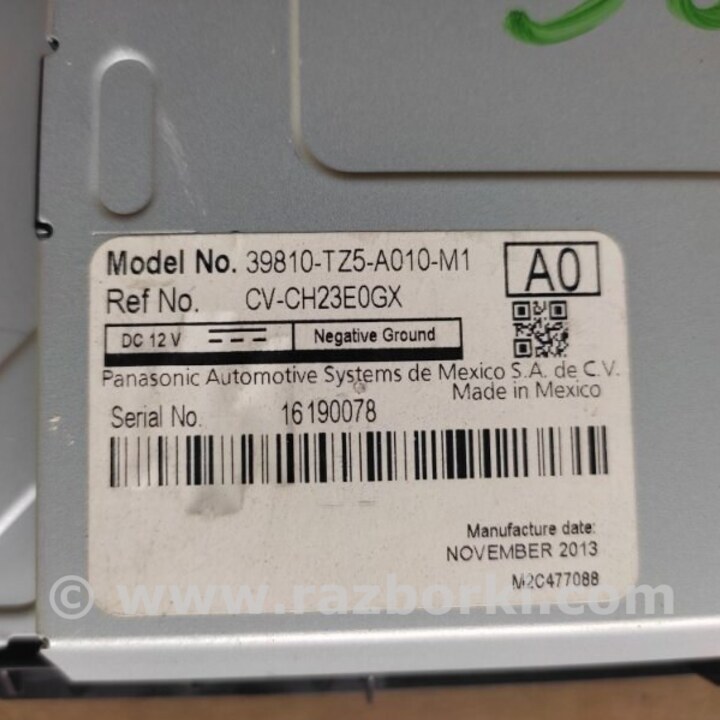 Model No. 39810-TZ5-A010-M1
A0
Ref No. CV-CH23E0GX
DC 12 V
Negative Ground
Panasonic Automotive Systems de Mexico S.A. de C.V.
Made in Mexico
Serial No. 16190078
Manufacture date:
NOVEMBER 2013
M2C477088
© www.razborki.com